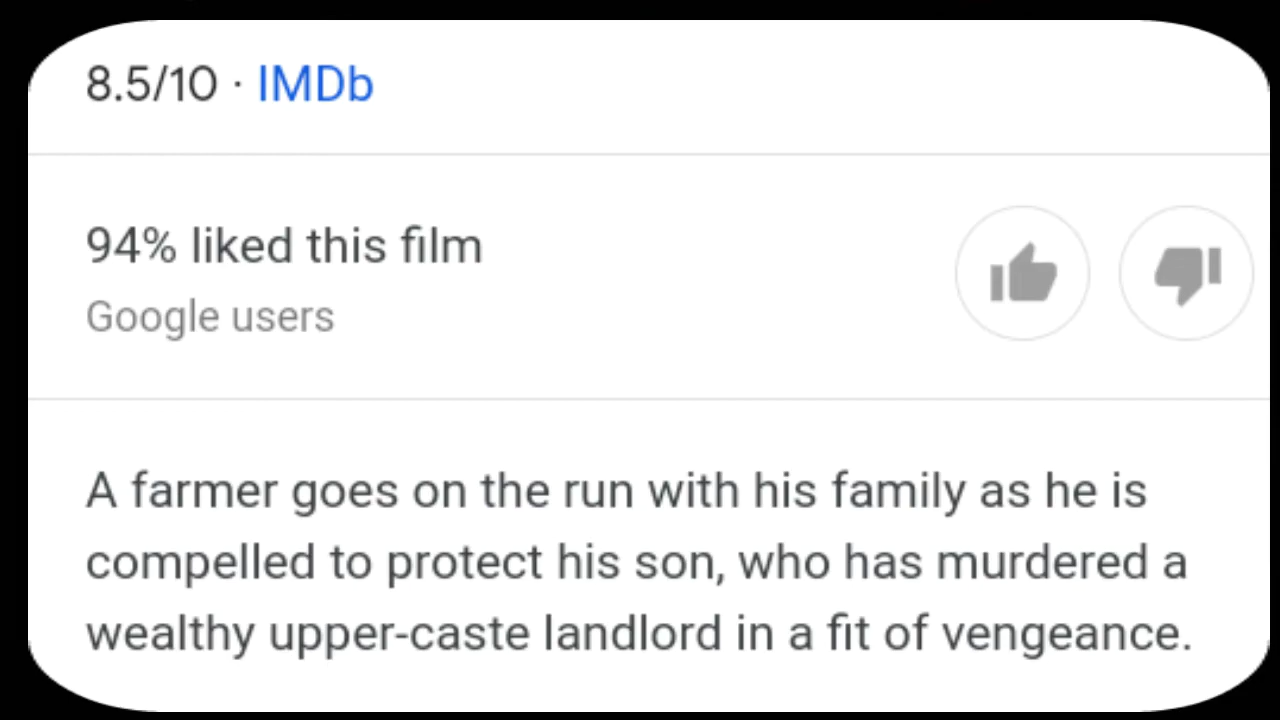 8.5/10 · IMDb
94% liked this film
Google users
A farmer goes on the run with his family as he is
compelled to protect his son, who has murdered a
wealthy upper-caste landlord in a fit of vengeance.